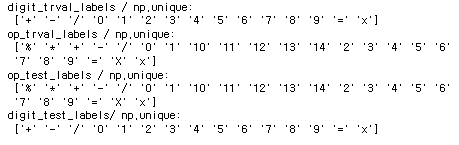 digit_trval_labels / np,unique:
['+' '-' '/' '0' '1' '2' '3' '4' '5' '6' '7' '8' '9' '=' 'x']
op_trval_labels / np,unique:
['%' '*' '+' '-' '/' '0' '1' '10' '11' '12' '13' '14' '2' '3' '4' '5' '6'
'7' '8' '9' '=' 'X' 'x']
op_test_labels / np,unique:
['%' '*' '+' '-' '/' '0' '1' '10' '11' '12' '13' '14' '2' '3' '4' '5' '6'
'7' '8' '9' '=' 'X' 'x']
digit_test_labels/ np,unique:
['+' '-' '/' '0' '1' '2' '3' '4' '5' '6' '7' '8' '9' '=' 'x']